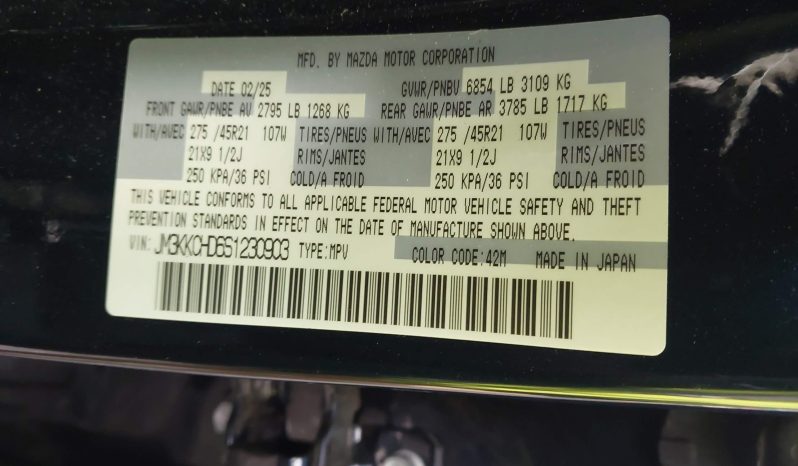 MFD. BY MAZDA MOTOR CORPORATION
DATE 02/25 GVWR/PNBV 6854 LB 3109 KG
FRONT GAWR/PNBE AV 2795 LB 1268 KG REAR GAWR/PNBE AR 3785 LB 1717 KG
WITH/AVEC 275 /45R21 107W TIRES/PNEUS WITH/AVEC 275 /45R21 107W TIRES/PNEUS
21X9 1/2J RIMS/JANTES 21X9 1/2J RIMS/JANTES
250 KPA/36 PSI COLD/A FROID 250 KPA/36 PSI COLD/A FROID
THIS VEHICLE CONFORMS TO ALL APPLICABLE FEDERAL MOTOR VEHICLE SAFETY AND THEFT
PREVENTION STANDARDS IN EFFECT ON THE DATE OF MANUFACTURE SHOWN ABOVE.
VIN: JM3KKCHD6S1230903 TYPE:MPV COLOR CODE:42M MADE IN JAPAN